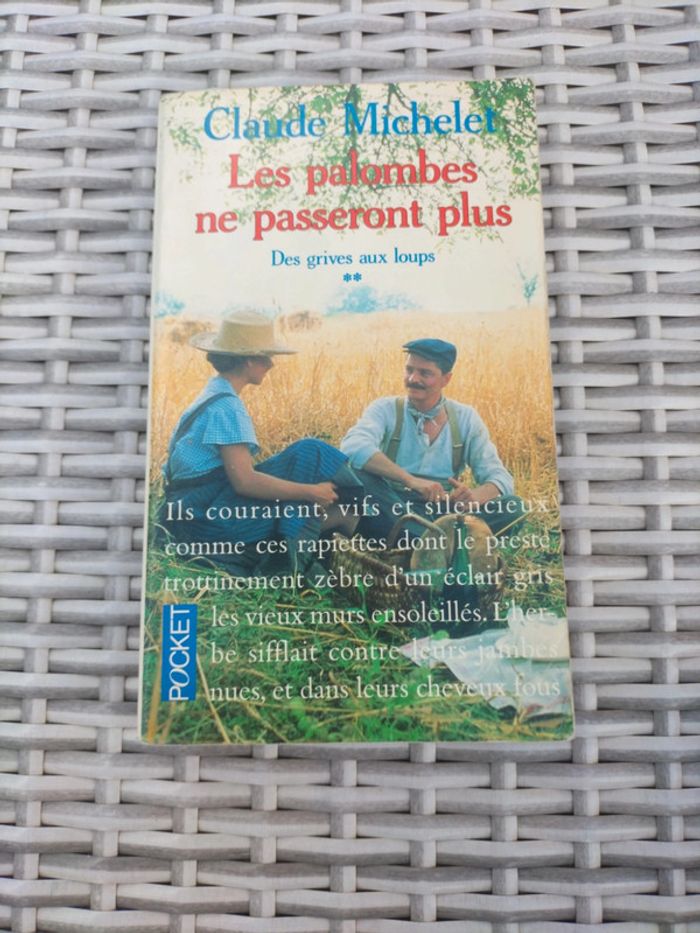 Claude Michelet
Les palombes
ne passeront plus
Des grives aux loups
**
Ils couraient, vifs et silencieux
comme ces rapiettes dont le preste
trottinement zèbre d'un éclair gris
les vieux murs ensoleillés. L'her-
be sifflait contre leurs jambes
nues, et dans leurs cheveux fous
POCKET